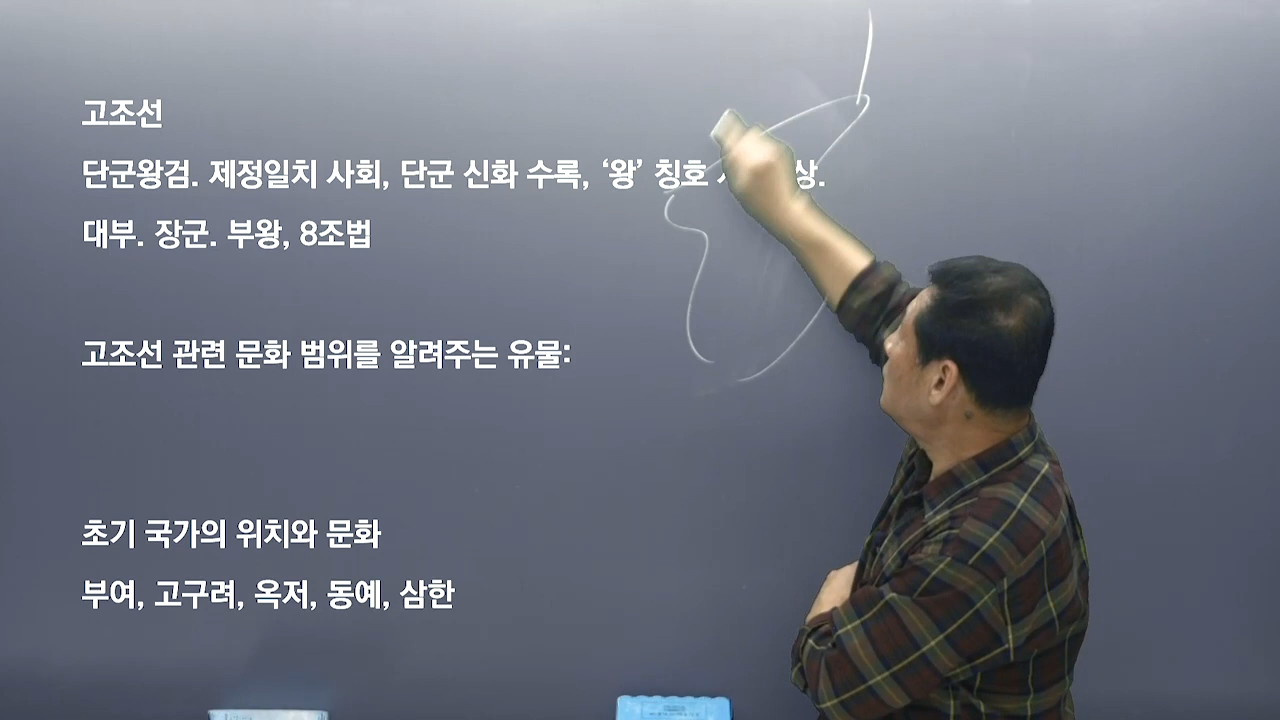 고조선
단군왕검. 제정일치 사회, 단군 신화 수록, ‘왕’ 칭호 상.
대부. 장군. 부왕, 8조법
고조선 관련 문화 범위를 알려주는 유물:
초기 국가의 위치와 문화
부여, 고구려, 옥저, 동예, 삼한